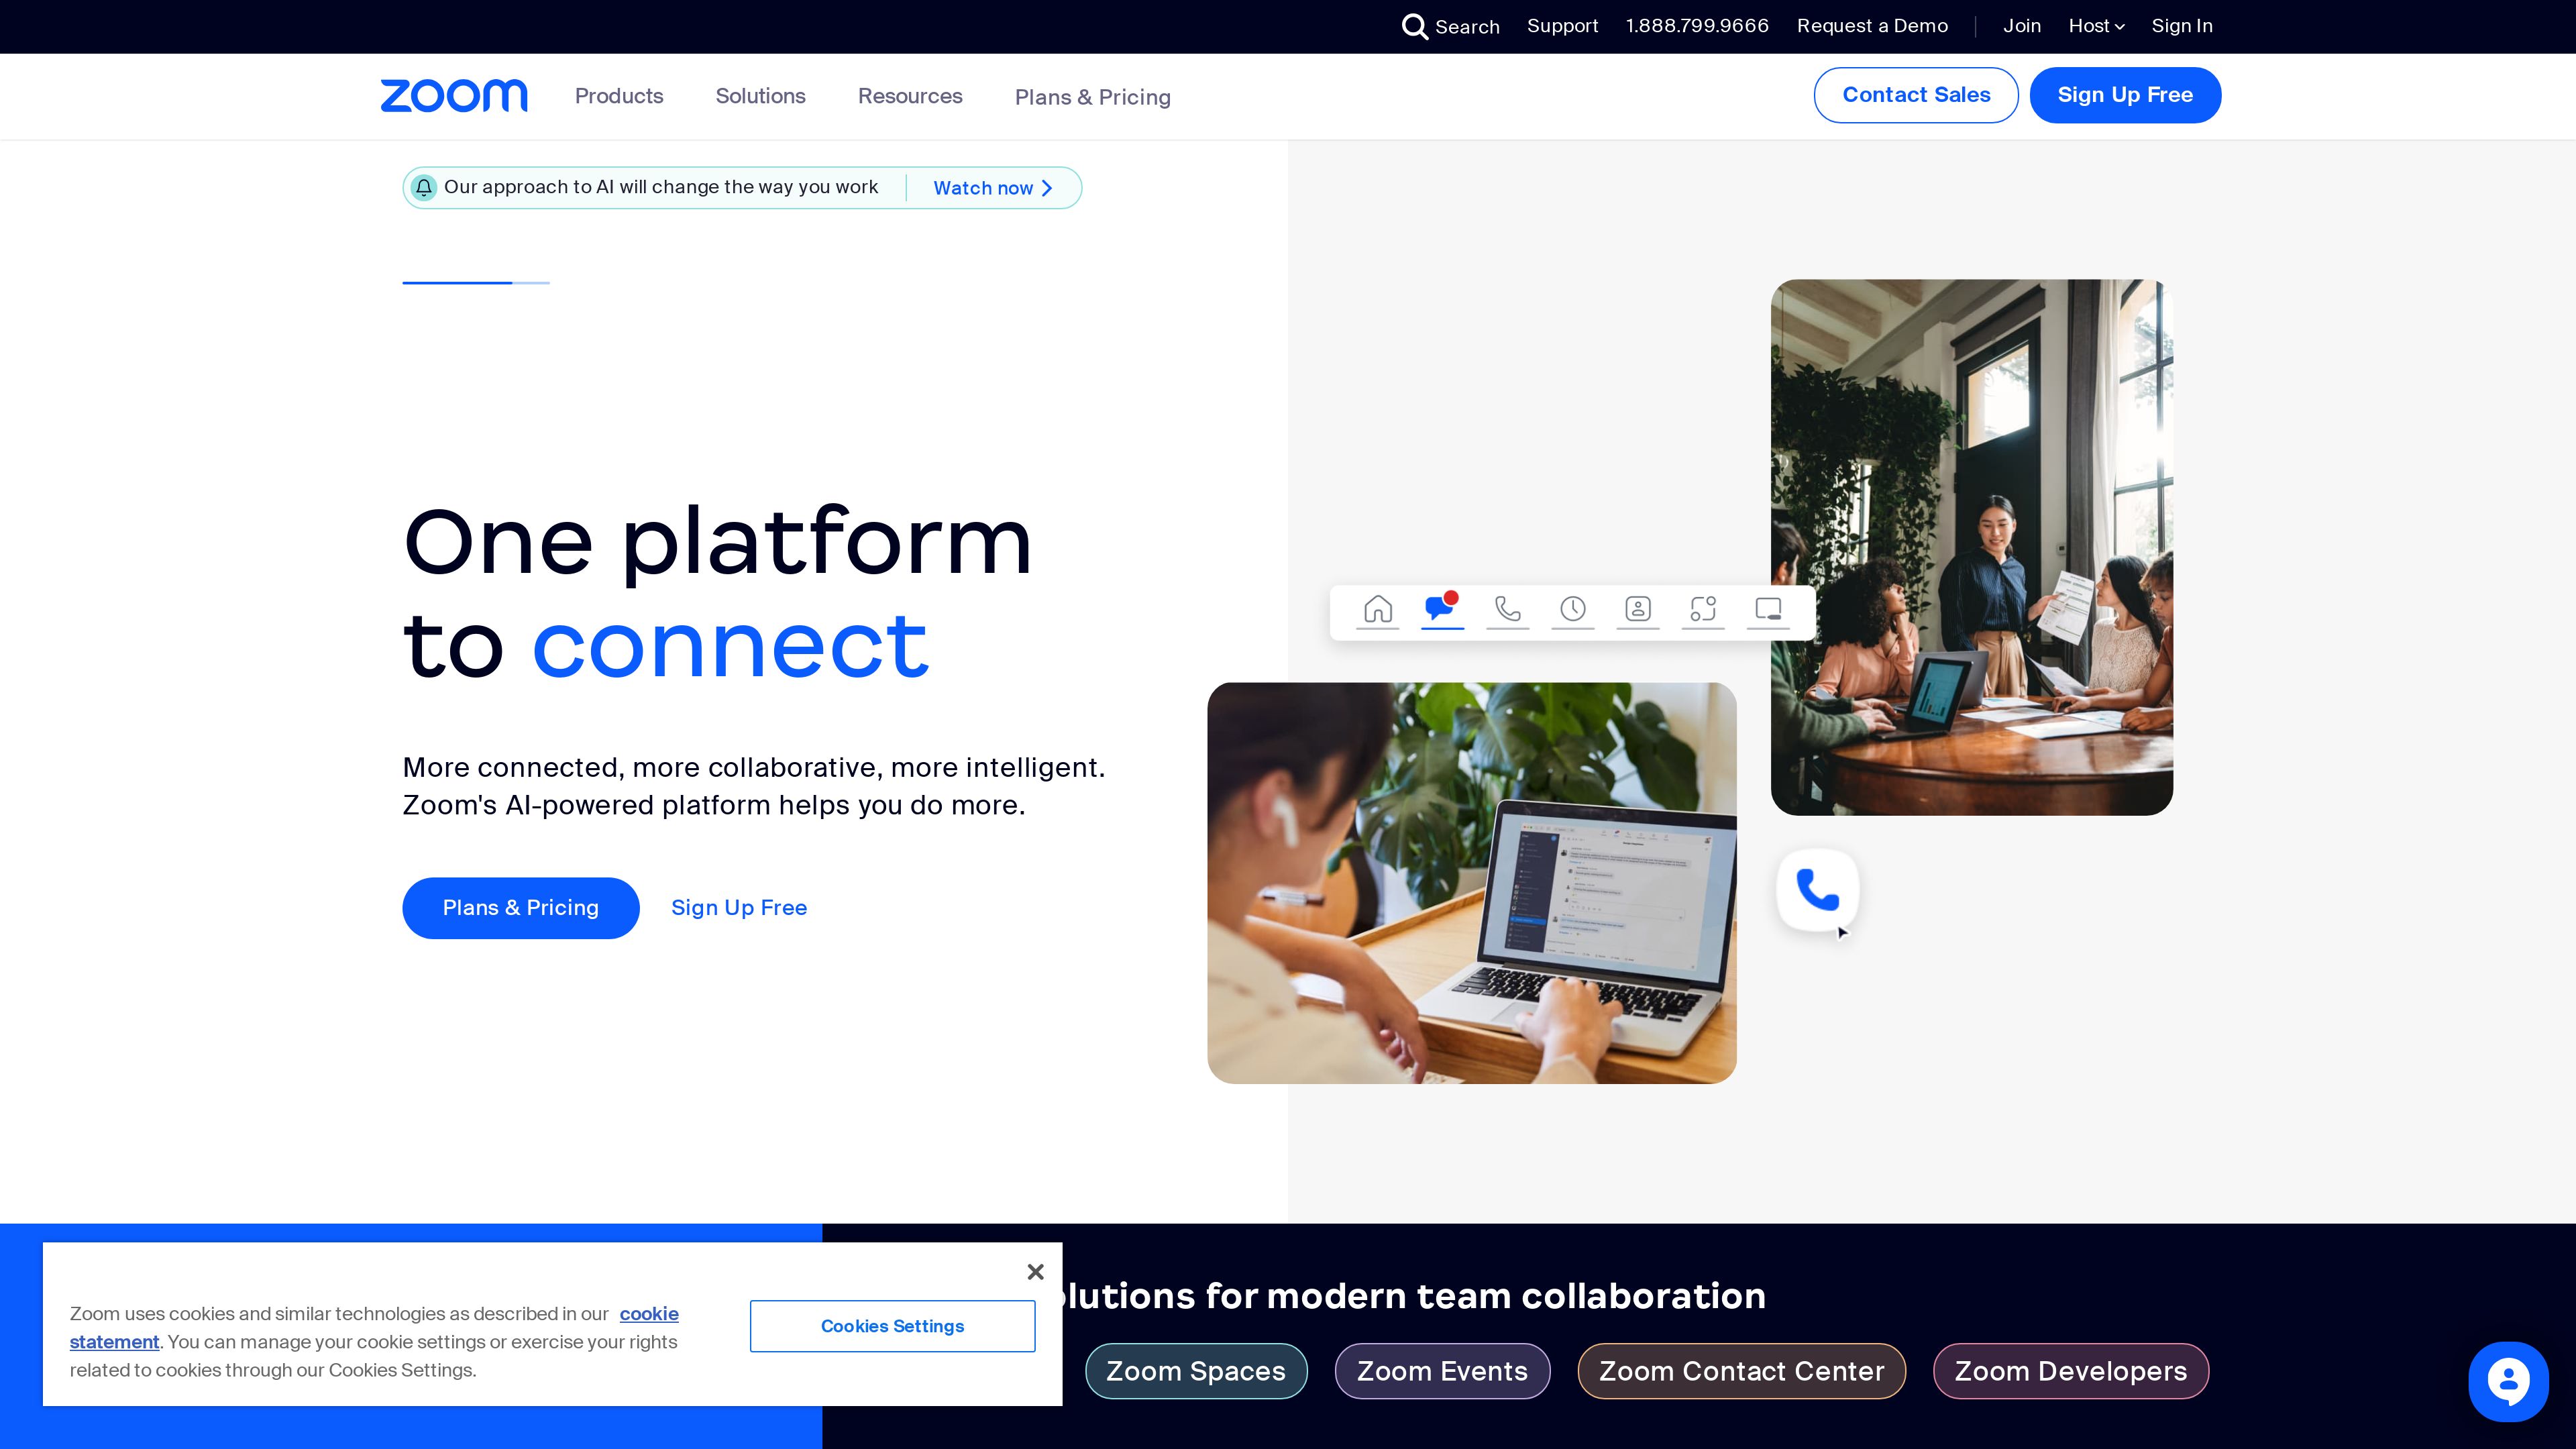 Search Support 1.888.799.9666 Request a Demo Join Host Sign In
zoom Products Solutions Resources Plans & Pricing Contact Sales Sign Up Free
Our approach to AI will change the way you work Watch now
One platform
to connect
More connected, more collaborative, more intelligent.
Zoom's AI-powered platform helps you do more.
Plans & Pricing Sign Up Free
lutions for modern team collaboration
Zoom uses cookies and similar technologies as described in our cookie
statement. You can manage your cookie settings or exercise your rights
related to cookies through our Cookies Settings.
Cookies Settings
Zoom Spaces Zoom Events Zoom Contact Center Zoom Developers